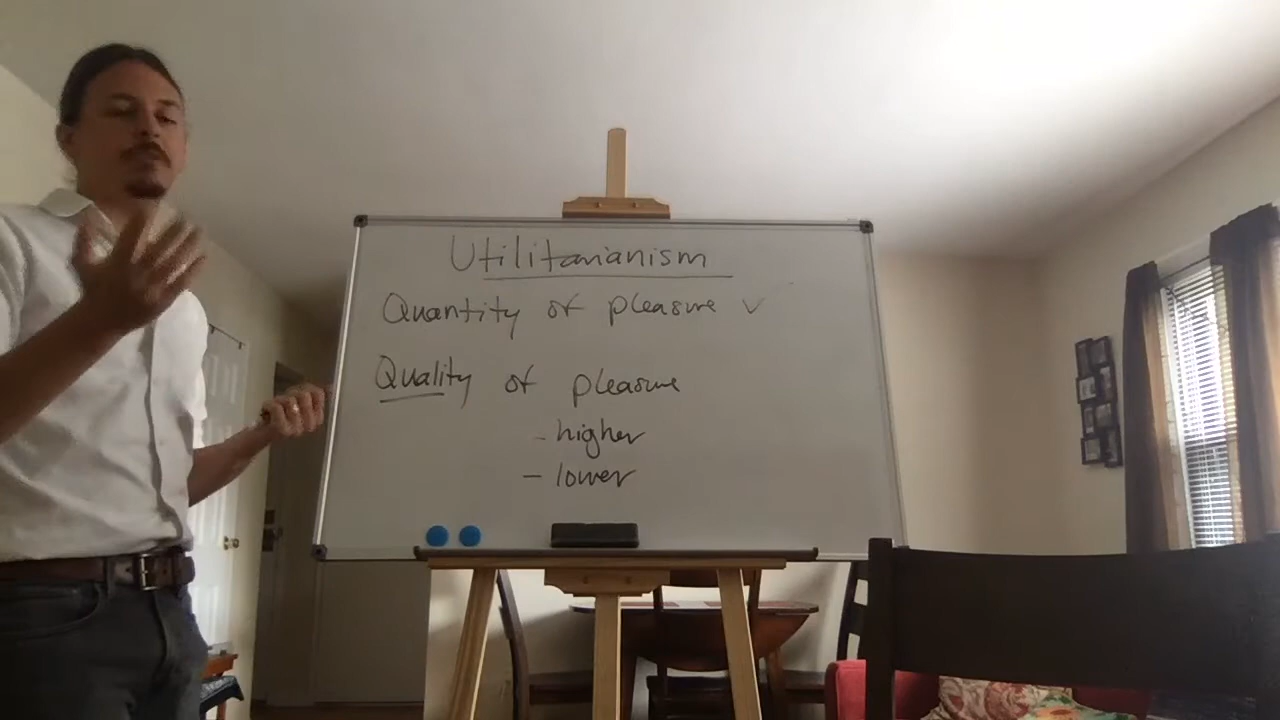 Utilitarianism
Quantity of pleasure ✓
Quality of pleasure
- higher
- lower